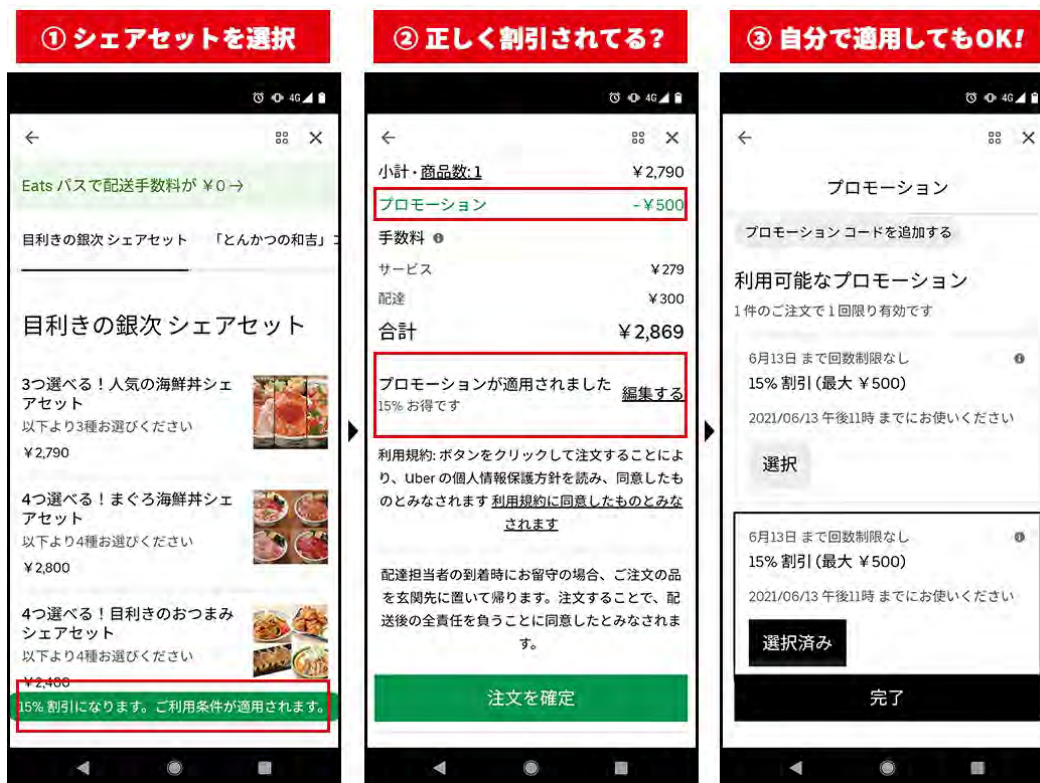 ① シェアセットを選択
4G
Eats パスで配送手数料が ￥0→
目利きの銀次 シェアセット 「とんかつの和吉」
目利きの銀次 シェアセット
3つ選べる！人気の海鮮丼シェ
アセット
以下より3種お選びください
￥2,790
4つ選べる！まぐろ海鮮丼シェ
アセット
以下より4種お選びください
￥2,800
4つ選べる！目利きのおつまみ
シェアセット
以下より4種お選びください
￥2,400
15% 割引になります。ご利用条件が適用されます。
② 正しく割引されてる？
4G
小計・商品数: 1 ￥2,790
プロモーション -￥500
手数料
サービス ￥279
配達 ￥300
合計 ￥2,869
プロモーションが適用されました 編集する
15% お得です
利用規約: ボタンをクリックして注文することによ
り、Uber の個人情報保護方針を読み、同意したも
のとみなされます 利用規約に同意したものとみな
されます
配達担当者の到着時にお留守の場合、ご注文の品
を玄関先に置いて帰ります。注文することで、配
送後の全責任を負うことに同意したとみなされま
す。
注文を確定
③ 自分で適用してもOK!
4G
プロモーション
プロモーション コードを追加する
利用可能なプロモーション
1 件のご注文で 1 回限り有効です
6月13日 まで回数制限なし
15% 割引 (最大 ￥500)
2021/06/13 午後11時 までにお使いください
選択
6月13日 まで回数制限なし
15% 割引 (最大 ￥500)
2021/06/13 午後11時 までにお使いください
選択済み
完了